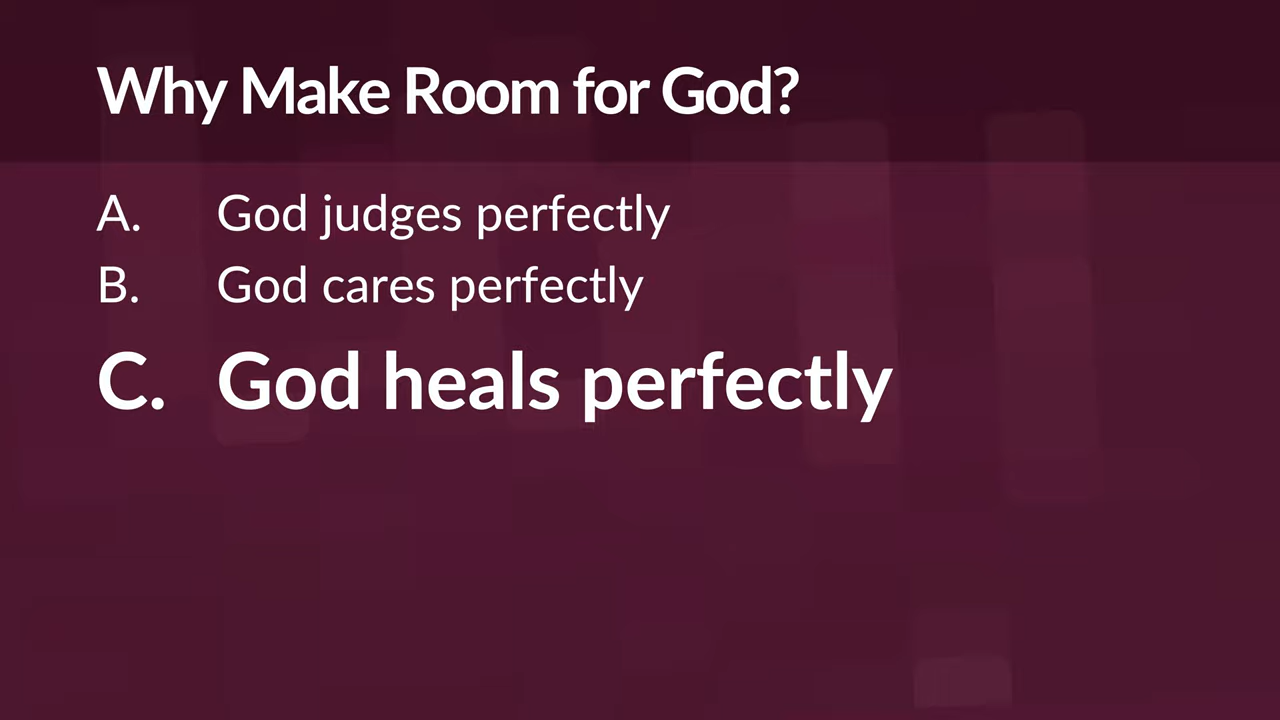 Why Make Room for God?
A. God judges perfectly
B. God cares perfectly
C. God heals perfectly